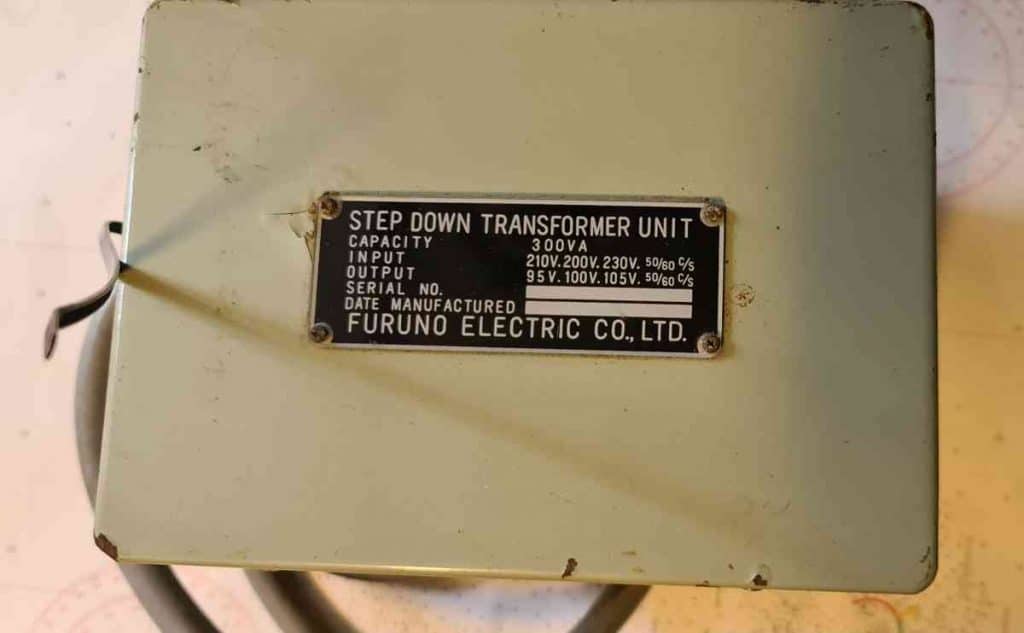 STEP DOWN TRANSFORMER UNIT
CAPACITY 300VA
INPUT 210V.200V.230V. 50/60 C/S
OUTPUT 95V.100V.105V. 50/60 C/S
SERIAL NO.
DATE MANUFACTURED
FURUNO ELECTRIC CO., LTD.